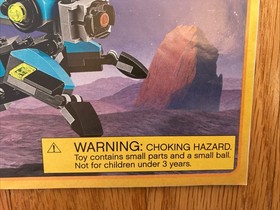 WARNING: CHOKING HAZARD.
Toy contains small parts and a small ball.
Not for children under 3 years.